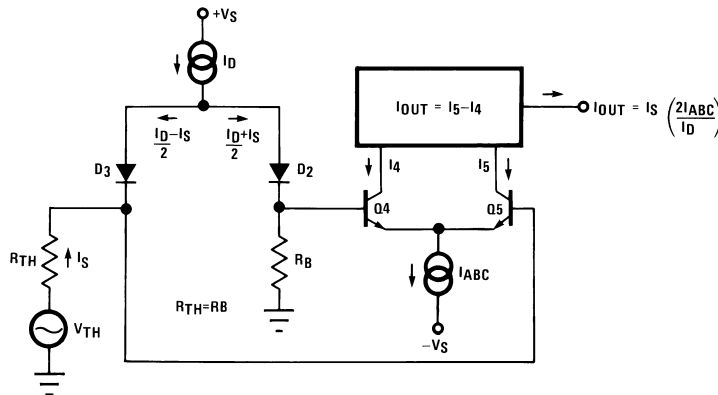 +VS
ID
ID/2 −IS
ID/2 +IS
IOUT = I5−I4
IOUT = IS (2IABC/ID)
D3
D2
I4
I5
Q4
Q5
RTH
IS
RB
IABC
RTH=RB
VTH
−VS